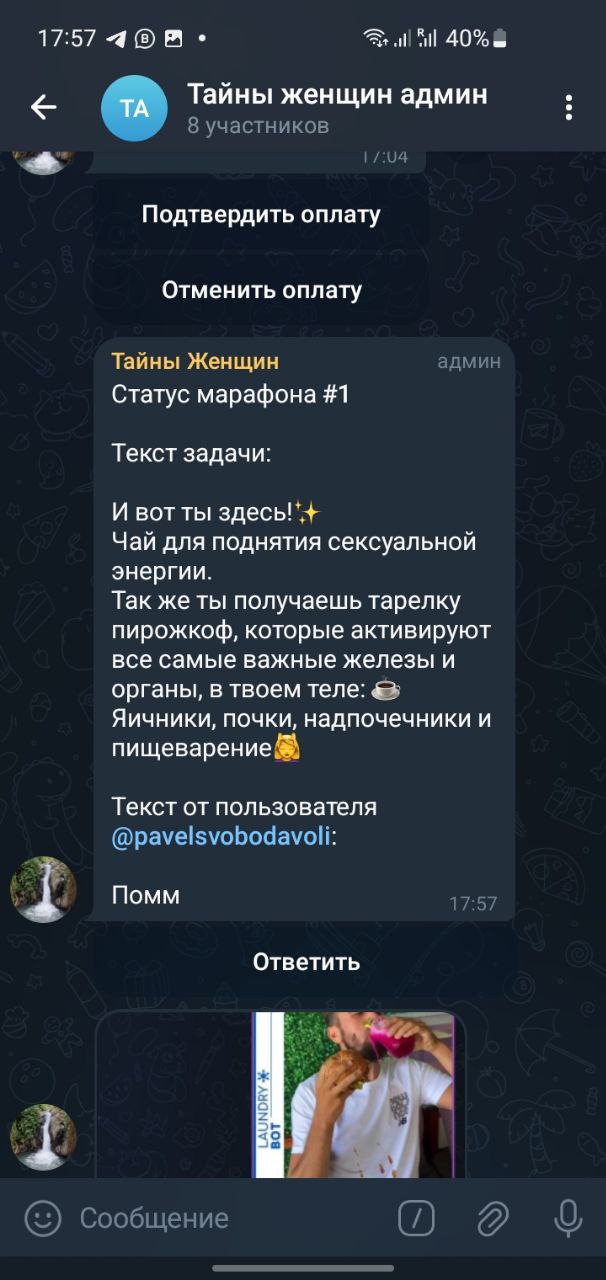 17:57
R
40%
ТА
Тайны женщин админ
8 участников
17:04
Подтвердить оплату
Отменить оплату
Тайны Женщин админ
Статус марафона #1
Текст задачи:
И вот ты здесь!✨
Чай для поднятия сексуальной
энергии.
Так же ты получаешь тарелку
пирожкоф, которые активируют
все самые важные железы и
органы, в твоем теле: ☕
Яичники, почки, надпочечники и
пищеварение💆
Текст от пользователя
@pavelsvobodavoli:
Помм
17:57
Ответить
LAUNDRY
BOT
Сообщение